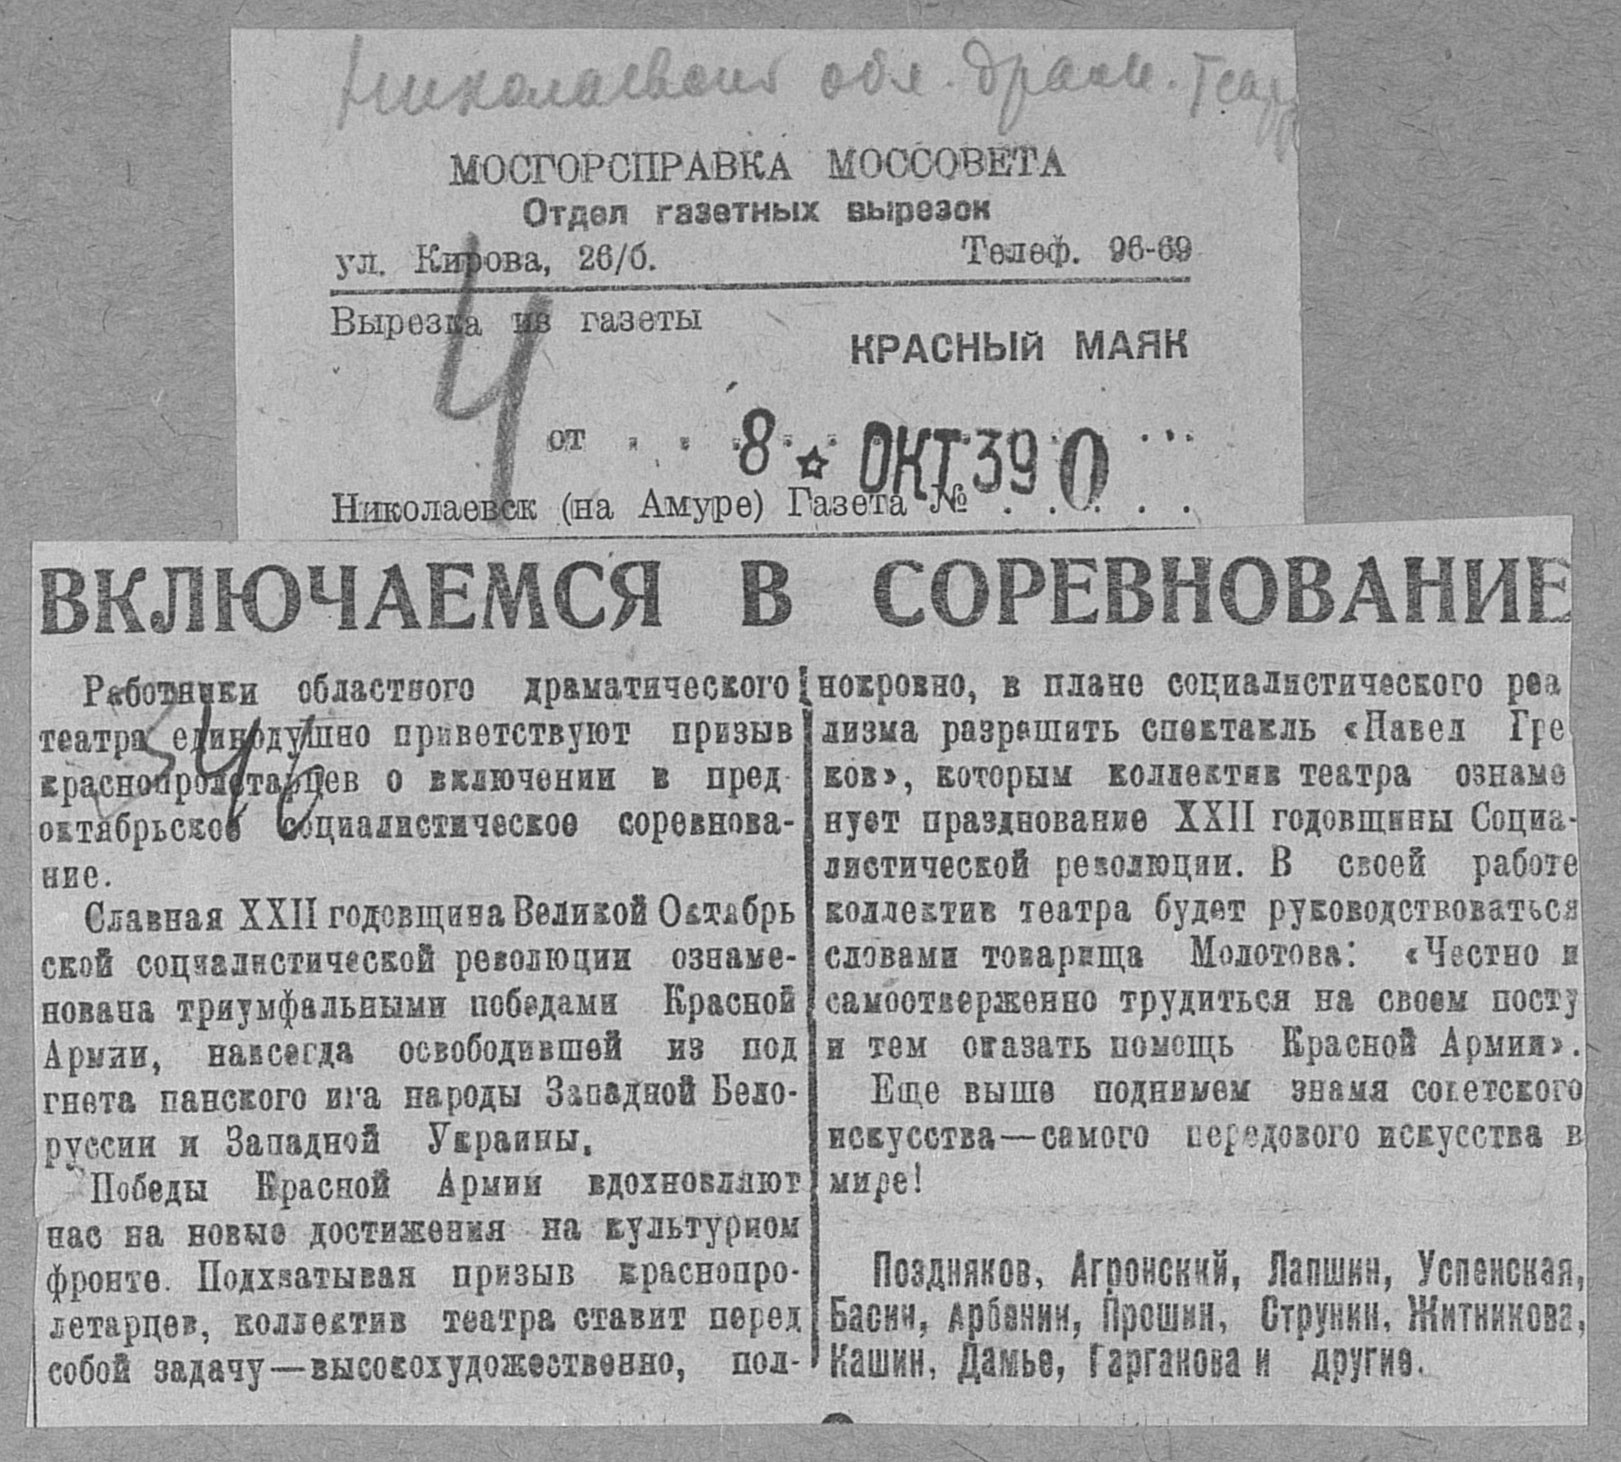 Николаевский обл. драм. Театр
МОСГОРСПРАВКА МОССОВЕТА
Отдел газетных вырезок
ул. Кирова, 26/б. Телеф. 96-69
Вырезка из газеты
КРАСНЫЙ МАЯК
4
от . . . 8 ☆ ОКТ 39 0 ...
Николаевск (на Амуре) Газета № . . . . .
ВКЛЮЧАЕМСЯ В СОРЕВНОВАНИЕ
Работники областного драматического
театра единодушно приветствуют призыв
краснопролетарцев о включении в пред-
октябрьское социалистическое соревнова-
ние.
Славная XXII годовщина Великой Октябрь
ской социалистической революции ознаме-
нована триумфальными победами Красной
Армии, навсегда освободившей из под
гнета панского ига народы Западной Бело-
руссии и Западной Украины.
Победы Красной Армии вдохновляют
нас на новые достижения на культурном
фронте. Подхватывая призыв краснопро-
летарцев, коллектив театра ставит перед
собой задачу—высокохудожественно, пол-
нокровно, в плане социалистического реа
лизма разрешить спектакль «Павел Гре
ков», которым коллектив театра ознаме
нует празднование XXII годовщины Социа-
листической революции. В своей работе
коллектив театра будет руководствоваться
словами товарища Молотова: «Честно и
самоотверженно трудиться на своем посту
и тем оказать помощь Красной Армии».
Еще выше поднимем знамя советского
искусства—самого передового искусства в
мире!
Поздняков, Агронский, Лапшин, Успенская,
Басин, Арбенин, Прошин, Струнин, Житникова,
Кашин, Дамье, Гарганова и другие.